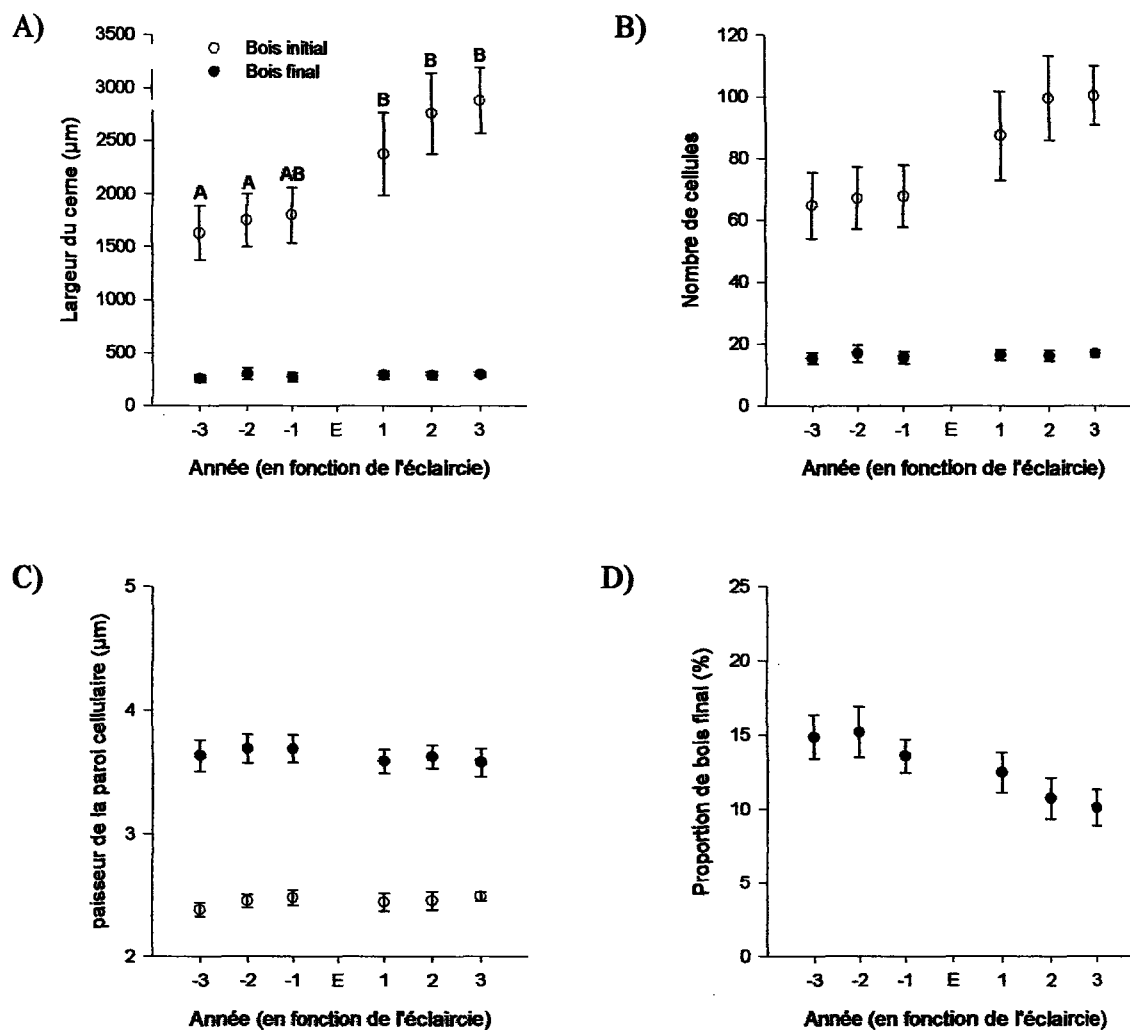 A)
Largeur du cerne (µm)
3500
3000
2500
2000
1500
1000
500
0
Bois initial
Bois final
A
A
AB
B
B
B
-3 -2 -1 E 1 2 3
Année (en fonction de l'éclaircie)
B)
Nombre de cellules
120
100
80
60
40
20
0
-3 -2 -1 E 1 2 3
Année (en fonction de l'éclaircie)
C)
paisseur de la paroi cellulaire (µm)
5
4
3
2
-3 -2 -1 E 1 2 3
Année (en fonction de l'éclaircie)
D)
Proportion de bois final (%)
25
20
15
10
5
0
-3 -2 -1 E 1 2 3
Année (en fonction de l'éclaircie)